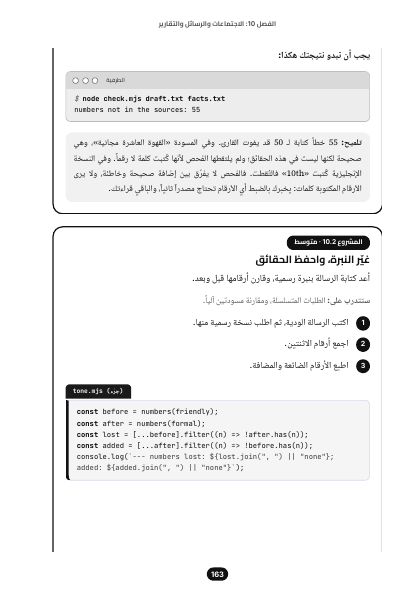 الفصل 10: الاجتماعات والرسائل والتقارير
يجب أن تبدو نتيجتك هكذا:
الطرفية
$ node check.mjs draft.txt facts.txt
numbers not in the sources: 55
تلميح: 55 خطأ كتابة لـ 50 قد يفوت القارئ. وفي المسودة «القهوة العاشرة مجانية»، وهي
صحيحة لكنها ليست في هذه الحقائق؛ ولم يلتقطها الفحص لأنها كُتبت كلمة لا رقماً. وفي النسخة
الإنجليزية كُتبت «10th» فالتُقطت. فالفحص لا يفرّق بين إضافة صحيحة وخاطئة، ولا يرى
الأرقام المكتوبة كلمات: يخبرك بالضبط أي الأرقام تحتاج مصدراً ثانياً، والباقي قراءتك.
المشروع 10.2 · متوسط
غيّر النبرة، واحفظ الحقائق
أعد كتابة الرسالة بنبرة رسمية، وقارن أرقامها قبل وبعد.
ستتدرب على: الطلبات المتسلسلة، ومقارنة مسودتين آلياً.
1 اكتب الرسالة الودية، ثم اطلب نسخة رسمية منها.
2 اجمع أرقام الاثنتين.
3 اطبع الأرقام الضائعة والمضافة.
tone.mjs (جزء)
const before = numbers(friendly);
const after = numbers(formal);
const lost = [...before].filter((n) => !after.has(n));
const added = [...after].filter((n) => !before.has(n));
console.log(`--- numbers lost: ${lost.join(", ") || "none"};
added: ${added.join(", ") || "none"}`);
163